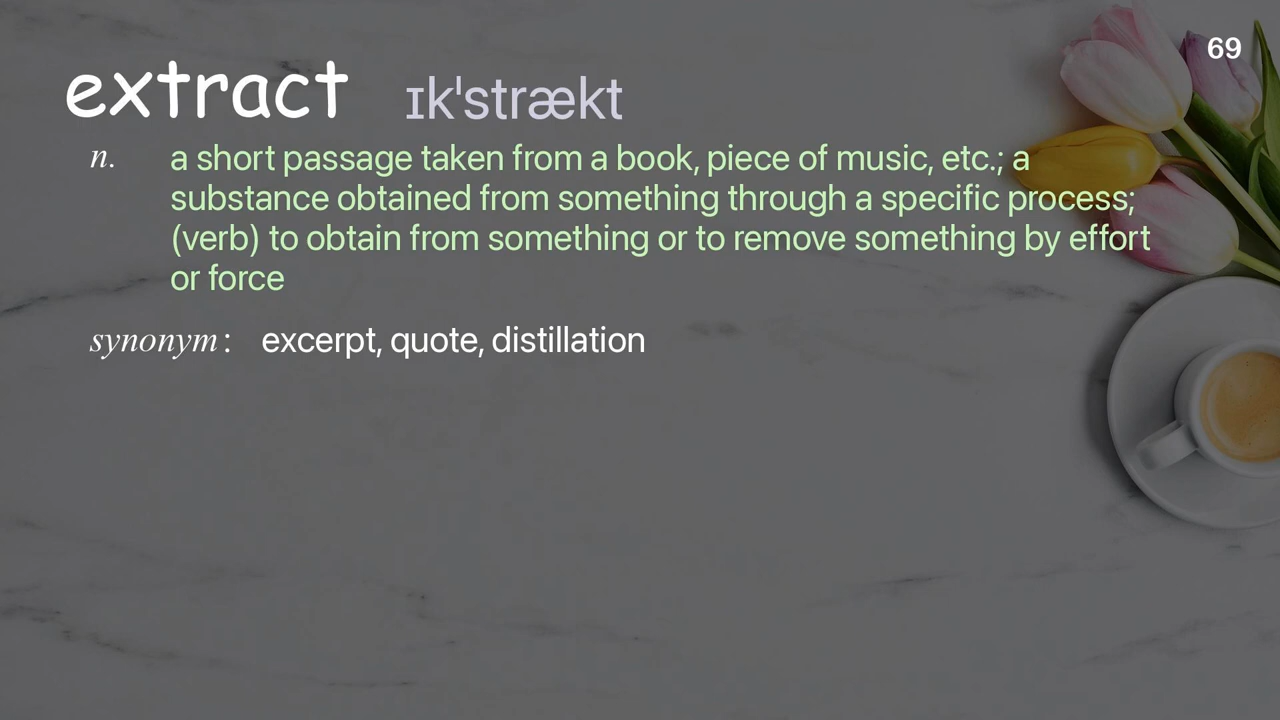 69
extract ɪk'strækt
n. a short passage taken from a book, piece of music, etc.; a
substance obtained from something through a specific process;
(verb) to obtain from something or to remove something by effort
or force
synonym: excerpt, quote, distillation